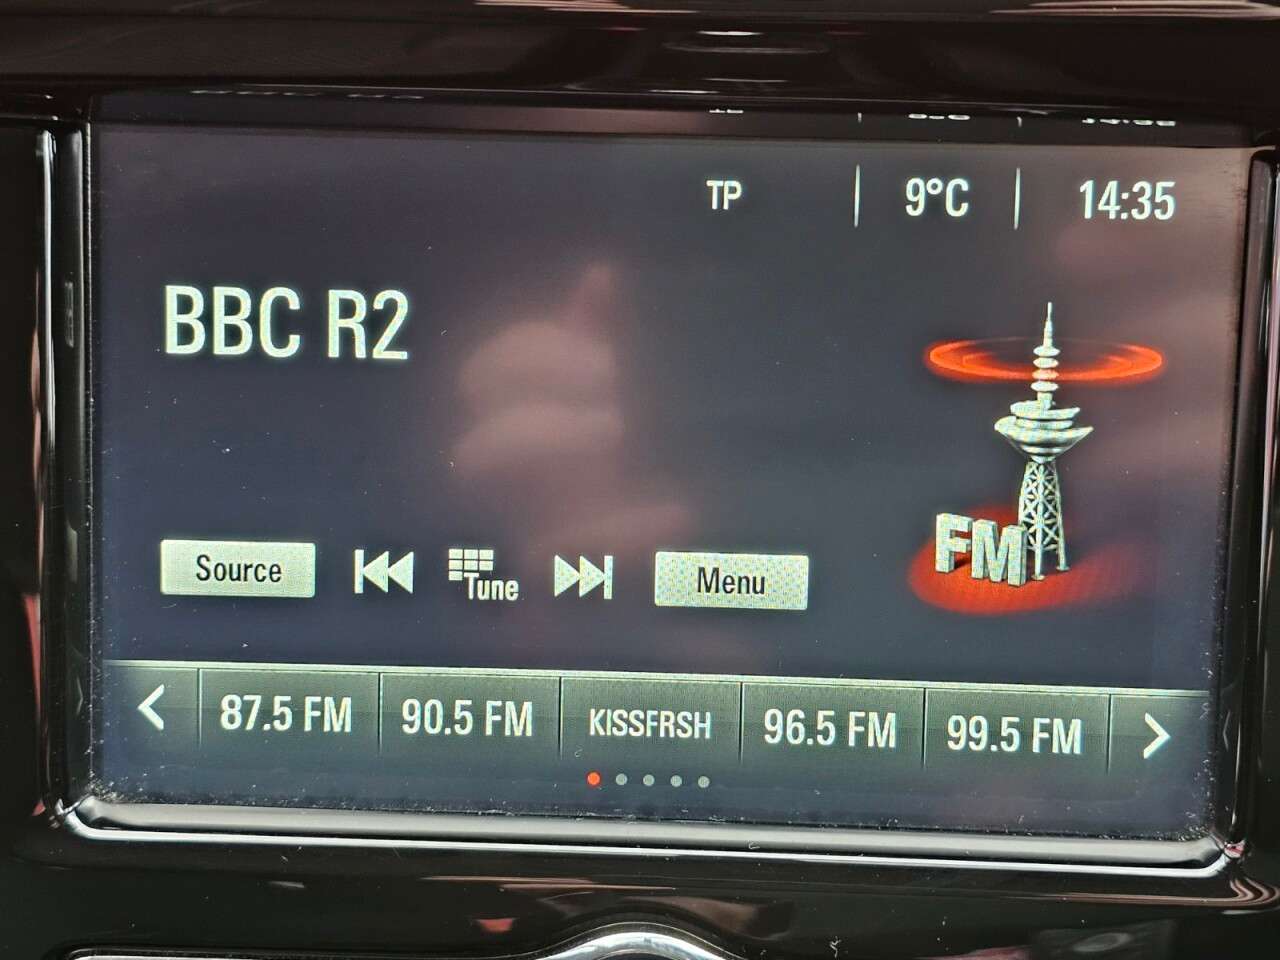 TP 9°C 14:35
BBC R2
FM
Source Tune Menu
87.5 FM 90.5 FM KISSFRSH 96.5 FM 99.5 FM